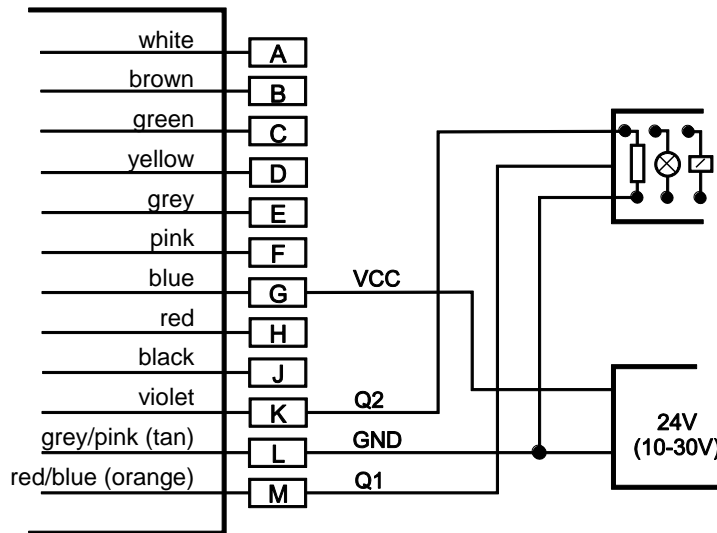 white A
brown B
green C
yellow D
grey E
pink F
blue G VCC
red H
black J
violet K Q2
grey/pink (tan) L GND
red/blue (orange) M Q1
24V
(10-30V)